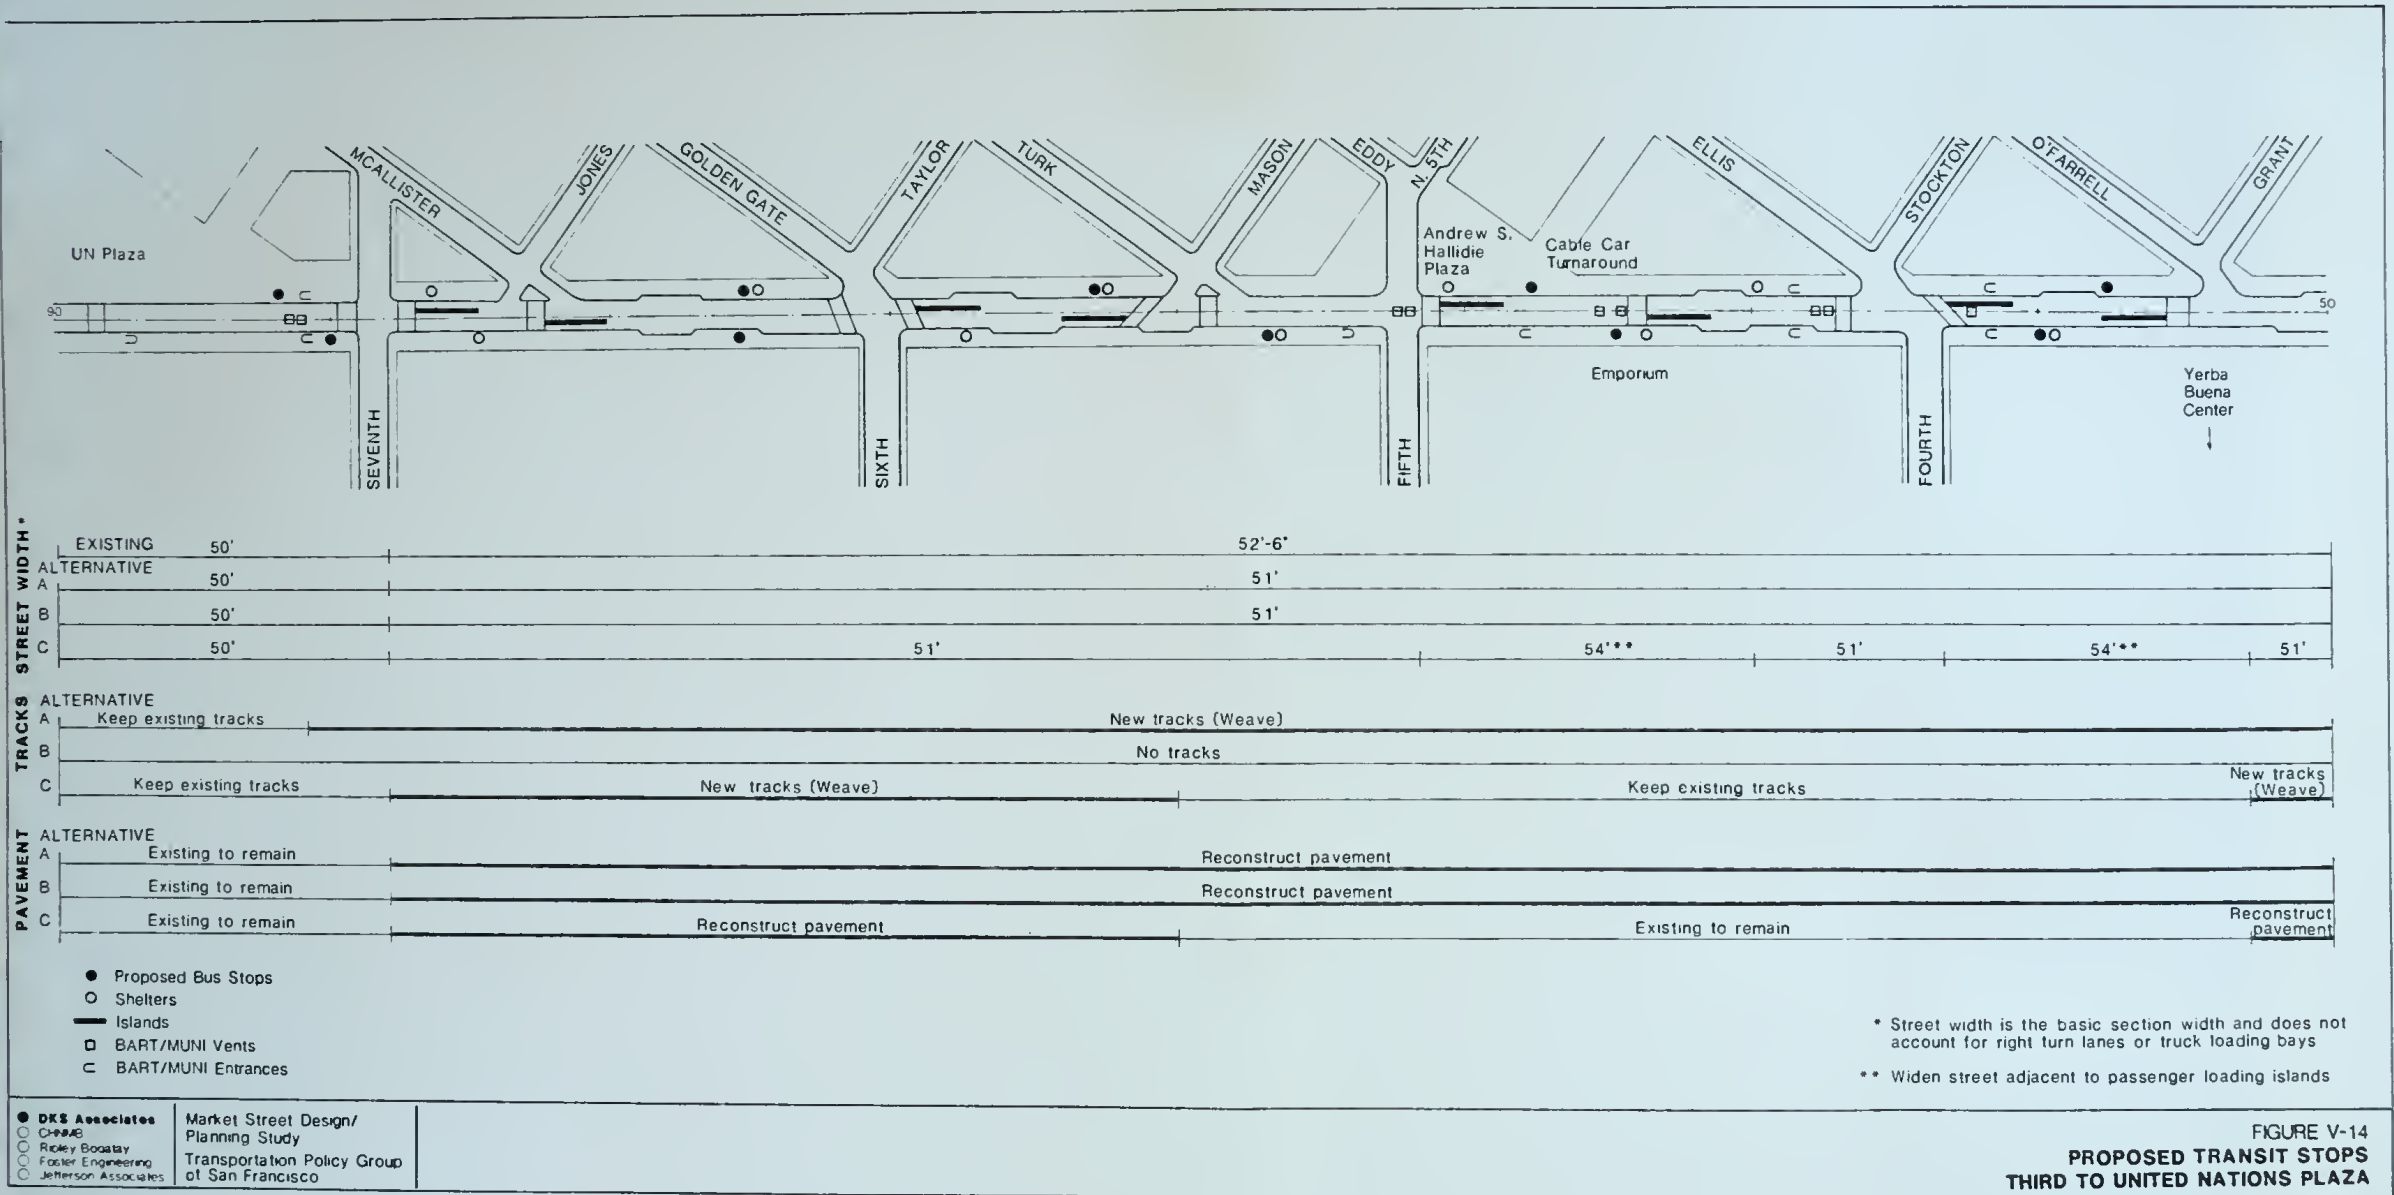 MCALLISTER
JONES
GOLDEN GATE
TAYLOR
TURK
MASON
EDDY
N. 5TH
ELLIS
STOCKTON
O'FARRELL
GRANT
UN Plaza
Andrew S.
Hallidie
Plaza
Cable Car
Turnaround
90
50
Emporium
Yerba
Buena
Center
SEVENTH
SIXTH
FIFTH
FOURTH
STREET WIDTH*
EXISTING 50' 52'-6"
ALTERNATIVE
A 50' 51'
B 50' 51'
C 50' 51' 54'** 51' 54'** 51'
TRACKS
ALTERNATIVE
A Keep existing tracks New tracks (Weave)
B No tracks
C Keep existing tracks New tracks (Weave) Keep existing tracks New tracks
(Weave)
PAVEMENT
ALTERNATIVE
A Existing to remain Reconstruct pavement
B Existing to remain Reconstruct pavement
C Existing to remain Reconstruct pavement Existing to remain Reconstruct
pavement
Proposed Bus Stops
Shelters
Islands
BART/MUNI Vents
BART/MUNI Entrances
* Street width is the basic section width and does not
account for right turn lanes or truck loading bays
** Widen street adjacent to passenger loading islands
DKS Associates
CHNMB
Ripley Bogatay
Foster Engineering
Jefferson Associates
Market Street Design/
Planning Study
Transportation Policy Group
of San Francisco
FIGURE V-14
PROPOSED TRANSIT STOPS
THIRD TO UNITED NATIONS PLAZA